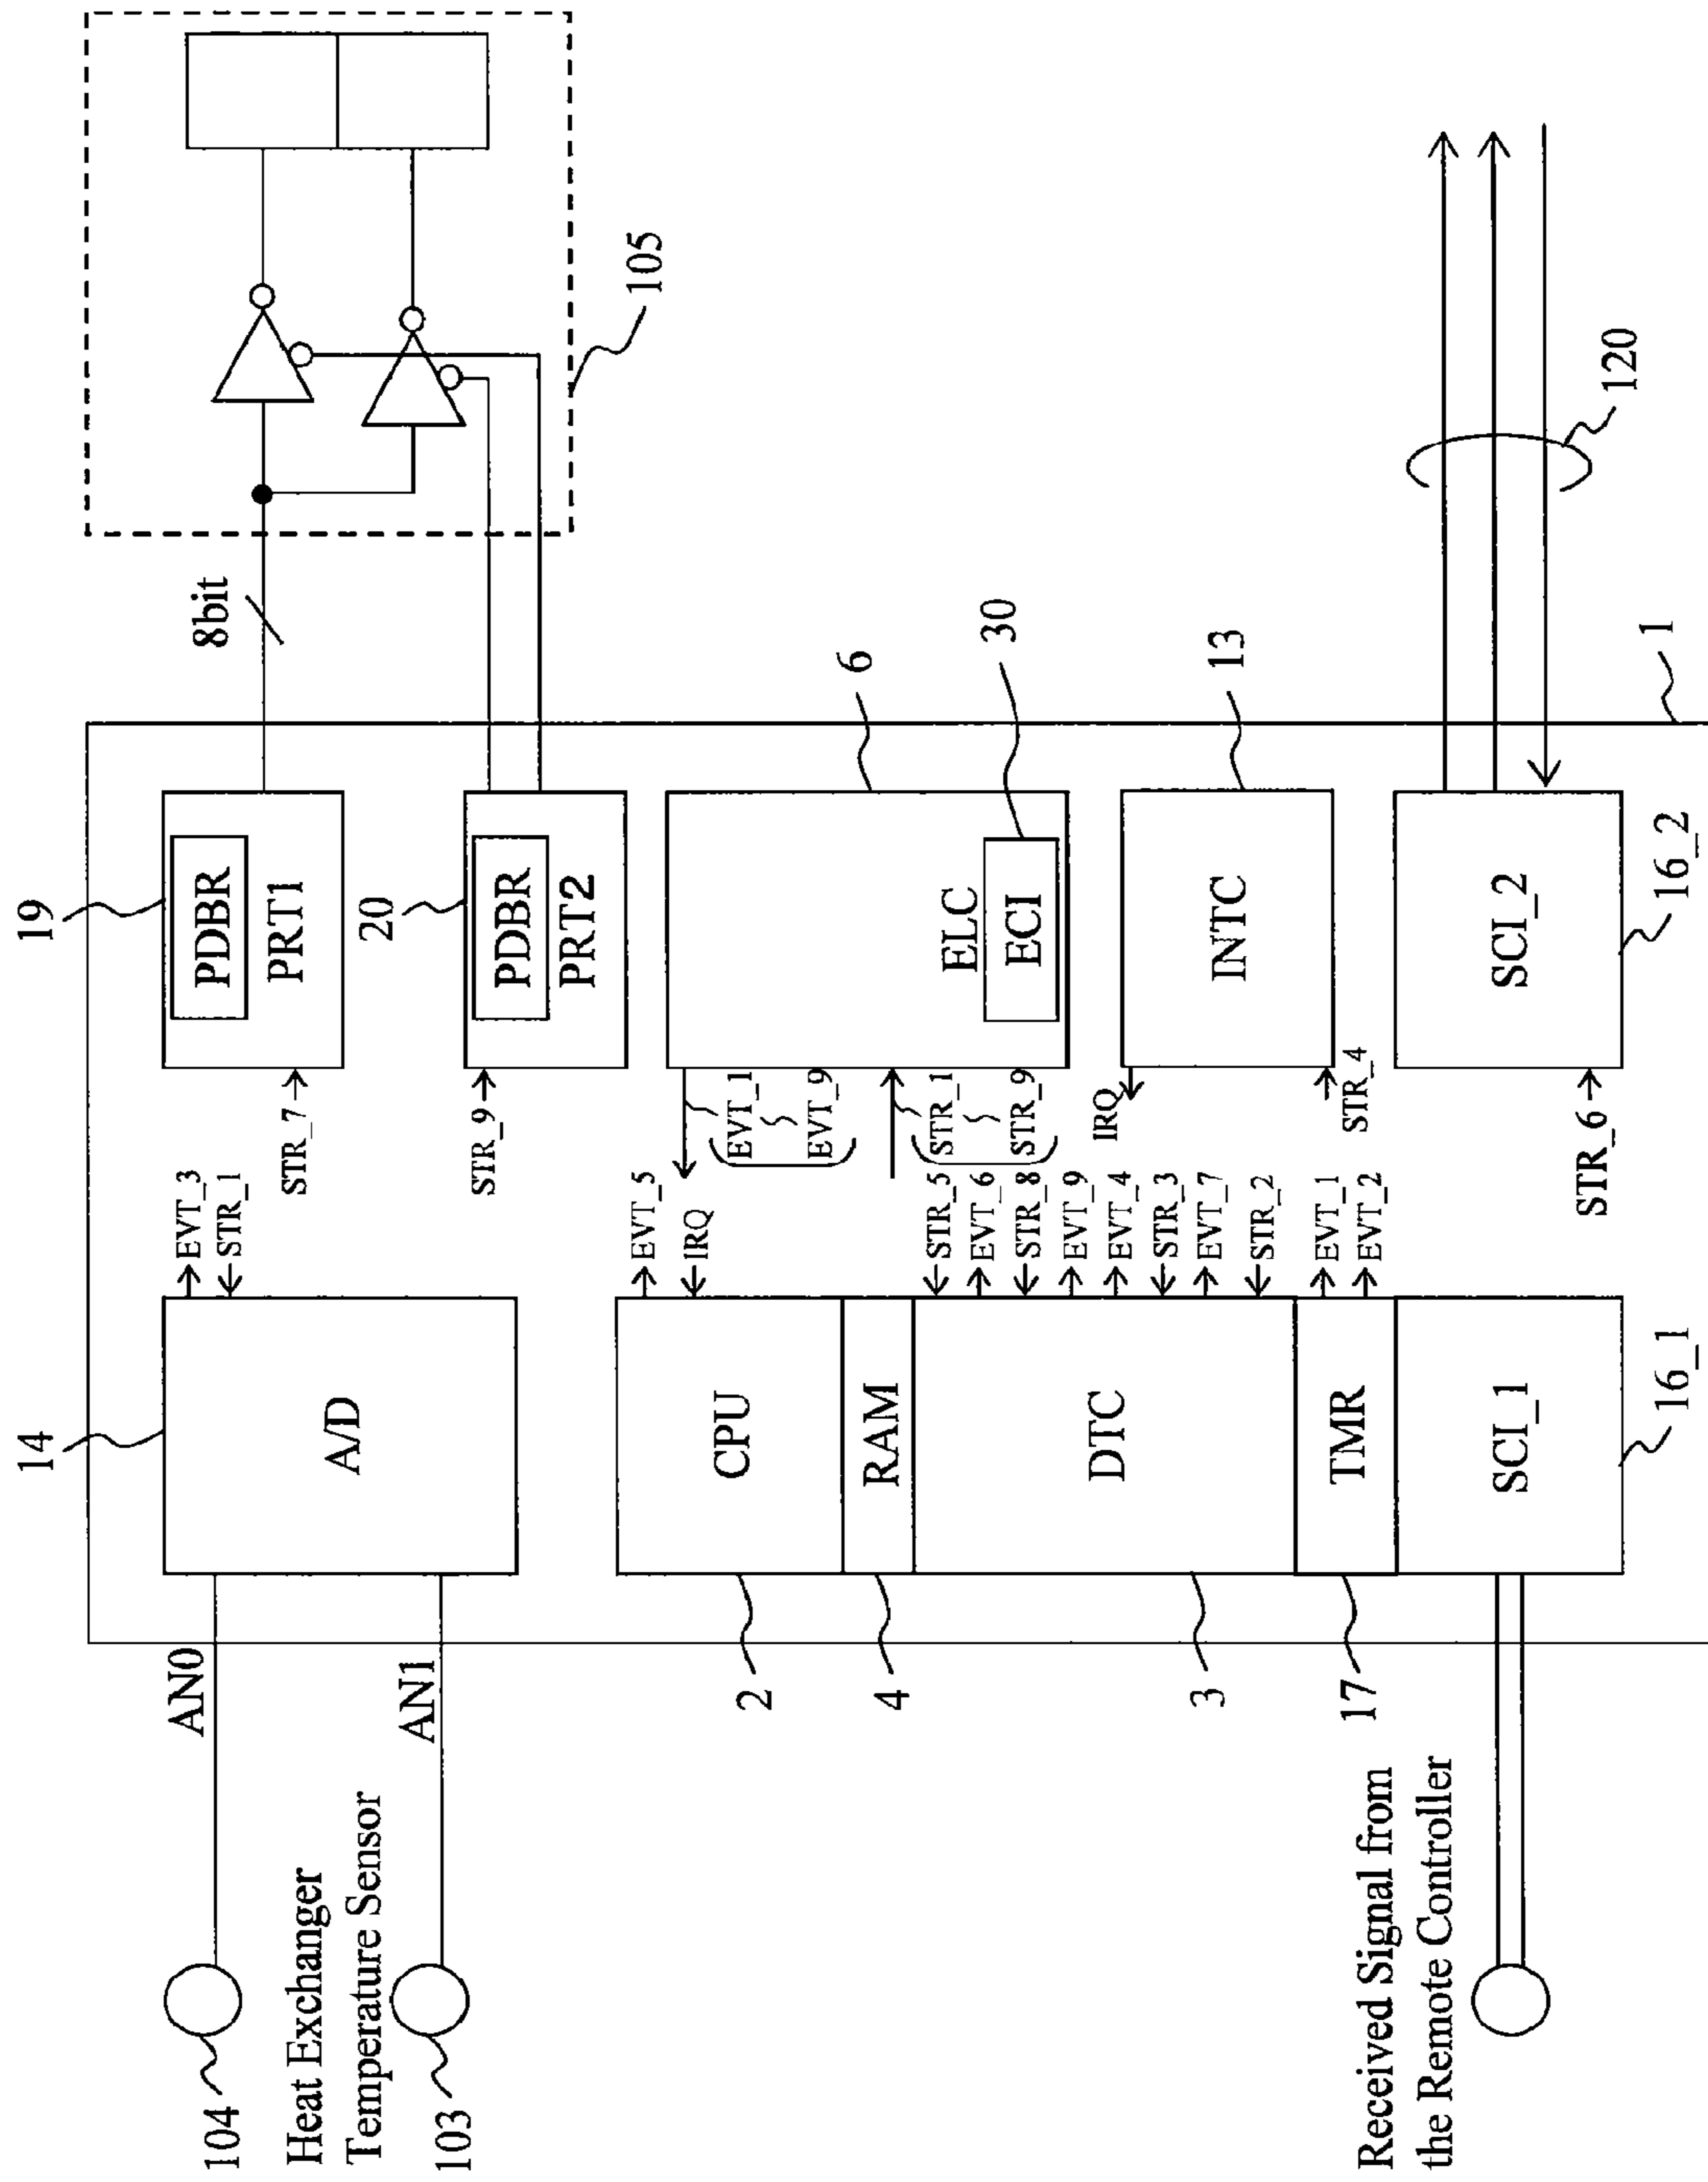 104
Heat Exchanger
Temperature Sensor
103
Received Signal from
the Remote Controller
AN0
AN1
2
4
3
17
14
A/D
CPU
RAM
DTC
TMR
SCI_1
16_1
EVT_3
STR_1
EVT_5
IRQ
STR_5
EVT_6
STR_8
EVT_9
EVT_4
STR_3
EVT_7
STR_2
EVT_1
EVT_2
STR_7
STR_9
EVT_1
EVT_9
STR_1
STR_9
IRQ
STR_4
STR_6
19
PDBR
PRT1
20
PDBR
PRT2
ELC
ECI
INTC
SCI_2
16_2
6
30
13
1
8bit
105
120